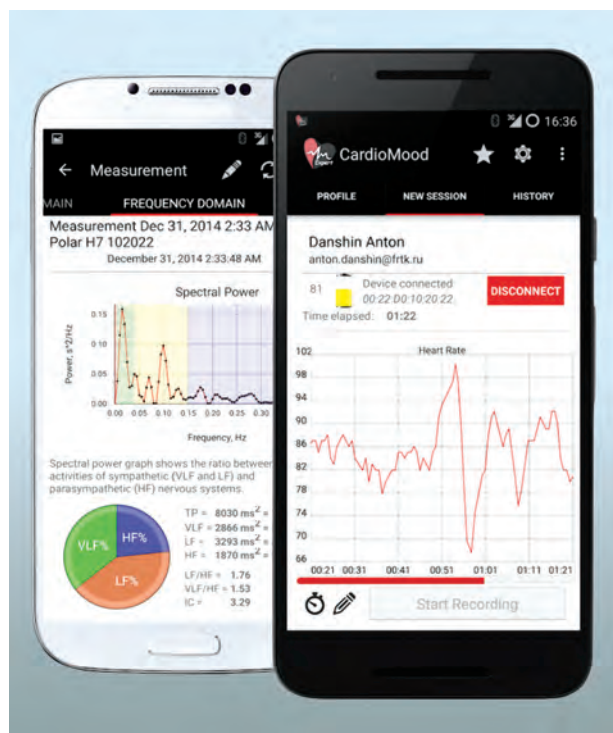 Measurement
MAIN
FREQUENCY DOMAIN
Measurement Dec 31, 2014 2:33 AM
Polar H7 102022
December 31, 2014 2:33:48 AM
Spectral Power
Power, s^2/Hz
0.15
0.10
0.05
0.00
0.00 0.05 0.10 0.15 0.20 0.25 0.30
Frequency, Hz
Spectral power graph shows the ratio between
activities of sympathetic (VLF and LF) and
parasympathetic (HF) nervous systems.
VLF%
HF%
LF%
TP = 8030 ms² =
VLF = 2866 ms² =
LF = 3293 ms² =
HF = 1870 ms² =
LF/HF = 1.76
VLF/HF = 1.53
IC = 3.29
3G
16:36
Expert
CardioMood
PROFILE
NEW SESSION
HISTORY
Danshin Anton
anton.danshin@frtk.ru
81
Device connected
00:22:D0:10:20:22
DISCONNECT
Time elapsed: 01:22
Heart Rate
102
98
94
90
86
82
78
74
70
66
00:21 00:31 00:41 00:51 01:01 01:11 01:21
Start Recording